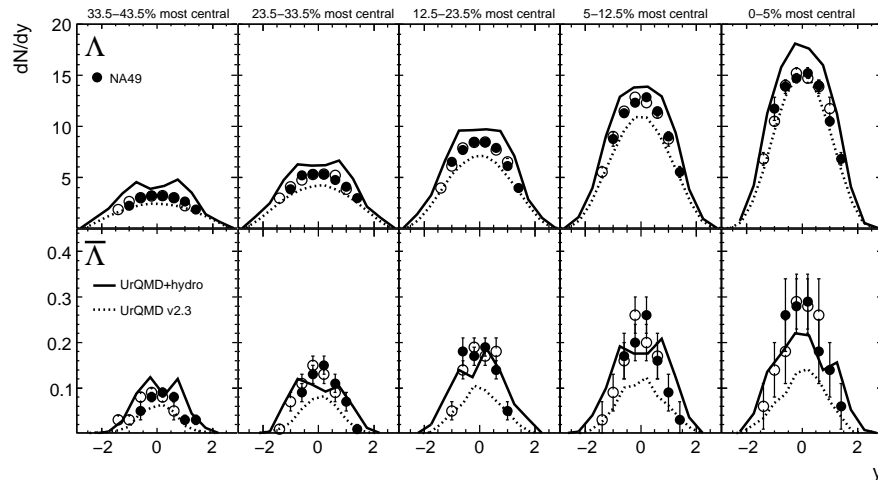 33.5–43.5% most central
23.5–33.5% most central
12.5–23.5% most central
5–12.5% most central
0–5% most central
dN/dy
20
15
10
5
Λ
NA49
0.4
0.3
0.2
0.1
Λ̅
UrQMD+hydro
UrQMD v2.3
−2 0 2 −2 0 2 −2 0 2 −2 0 2 −2 0 2
y